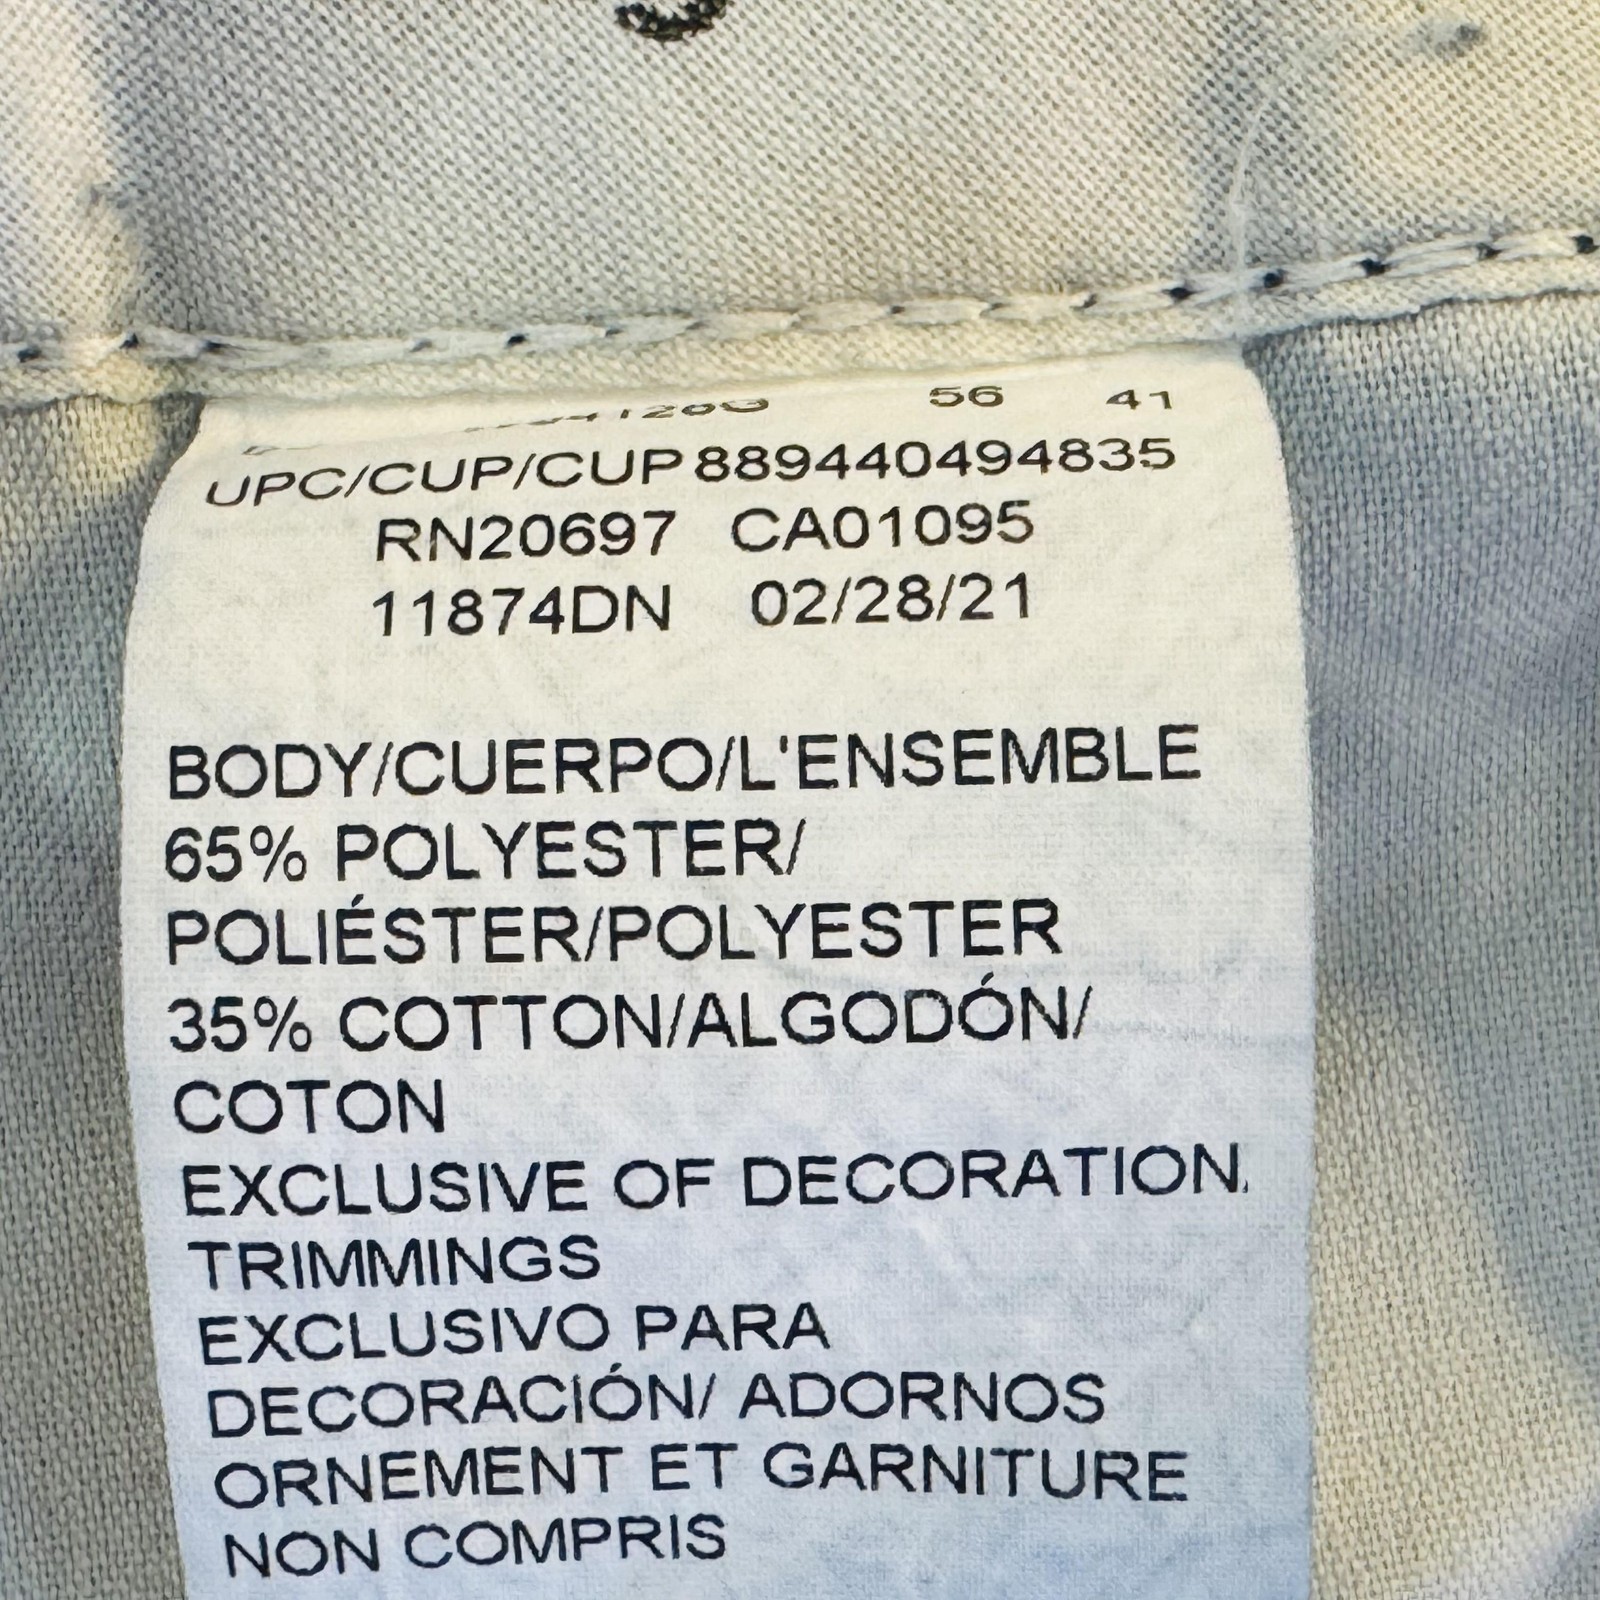 56 41
UPC/CUP/CUP 889440494835
RN20697 CA01095
11874DN 02/28/21
BODY/CUERPO/L'ENSEMBLE
65% POLYESTER/
POLIÉSTER/POLYESTER
35% COTTON/ALGODÓN/
COTON
EXCLUSIVE OF DECORATION,
TRIMMINGS
EXCLUSIVO PARA
DECORACIÓN/ ADORNOS
ORNEMENT ET GARNITURE
NON COMPRIS